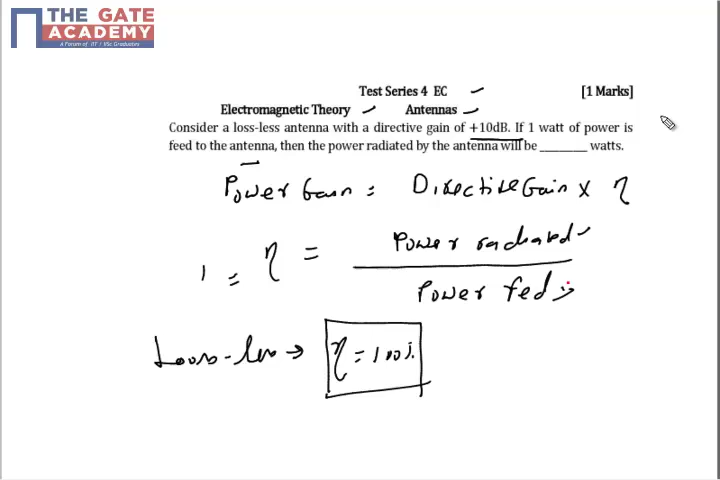 THE GATE
ACADEMY
A Forum of IIT / IISc Graduates
Test Series 4 EC [1 Marks]
Electromagnetic Theory Antennas
Consider a loss-less antenna with a directive gain of +10dB. If 1 watt of power is
feed to the antenna, then the power radiated by the antenna will be ________ watts.
Power Gain = Directive Gain x η
1 = η = Power radiated
Power fed
Loss-less → η = 100%